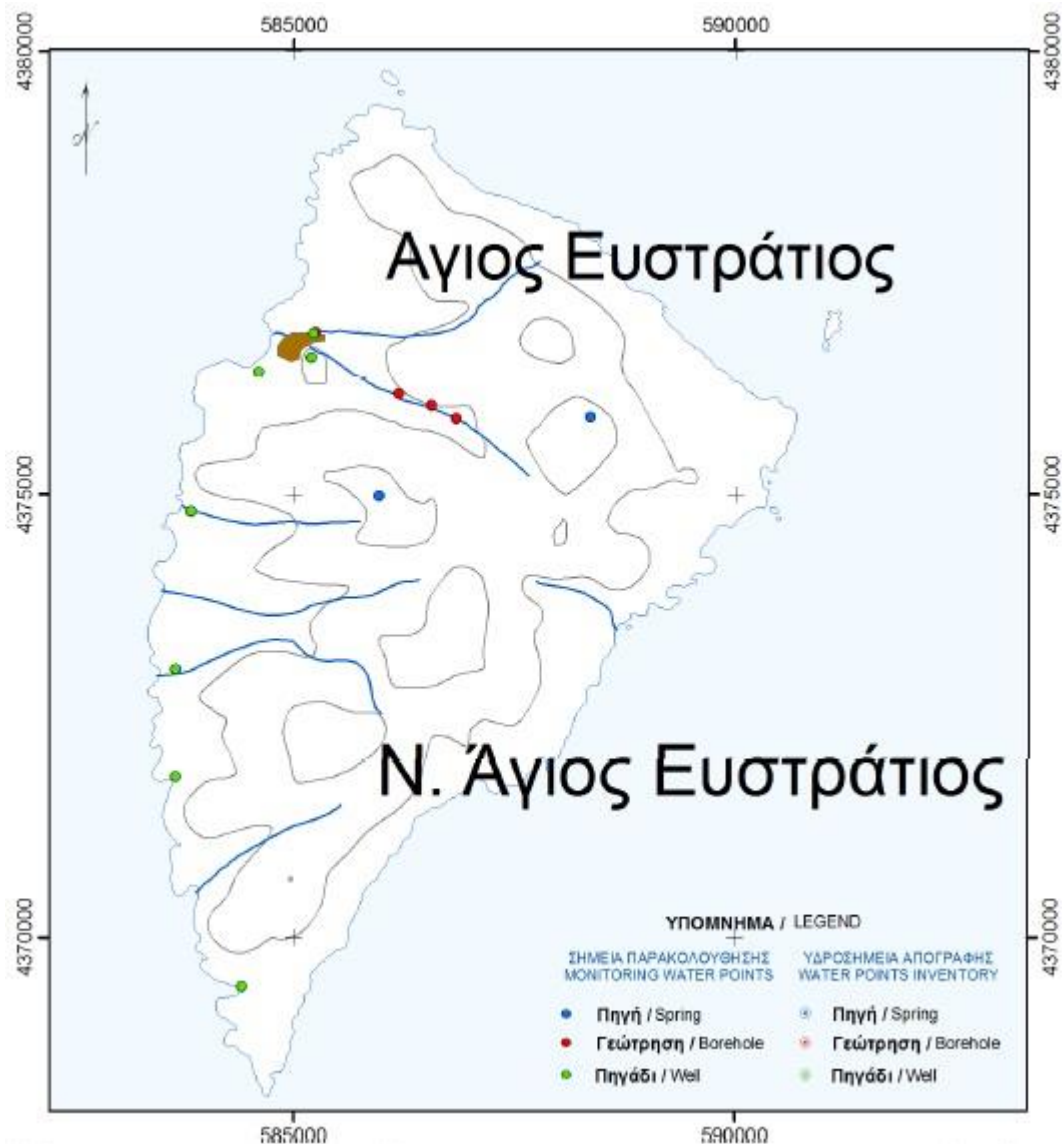 585000 590000
4380000 4380000
Αγιος Ευστράτιος
4375000 4375000
Ν. Άγιος Ευστράτιος
4370000 4370000
ΥΠΟΜΝΗΜΑ / LEGEND
ΣΗΜΕΙΑ ΠΑΡΑΚΟΛΟΥΘΗΣΗΣ
MONITORING WATER POINTS
Πηγή / Spring
Γεώτρηση / Borehole
Πηγάδι / Well
ΥΔΡΟΣΗΜΕΙΑ ΑΠΟΓΡΑΦΗΣ
WATER POINTS INVENTORY
Πηγή / Spring
Γεώτρηση / Borehole
Πηγάδι / Well
585000 590000